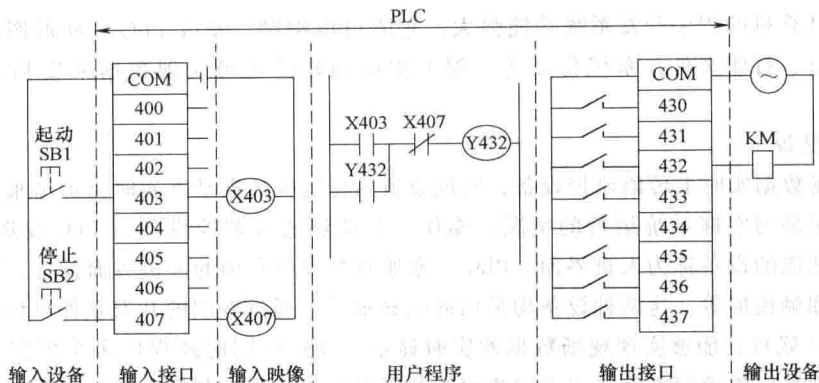 PLC
COM
400
401
402
403
404
405
406
407
起动
SB1
停止
SB2
X403
X407
X403
X407
Y432
Y432
COM
430
431
432
433
434
435
436
437
KM
输入设备
输入接口
输入映像
用户程序
输出接口
输出设备